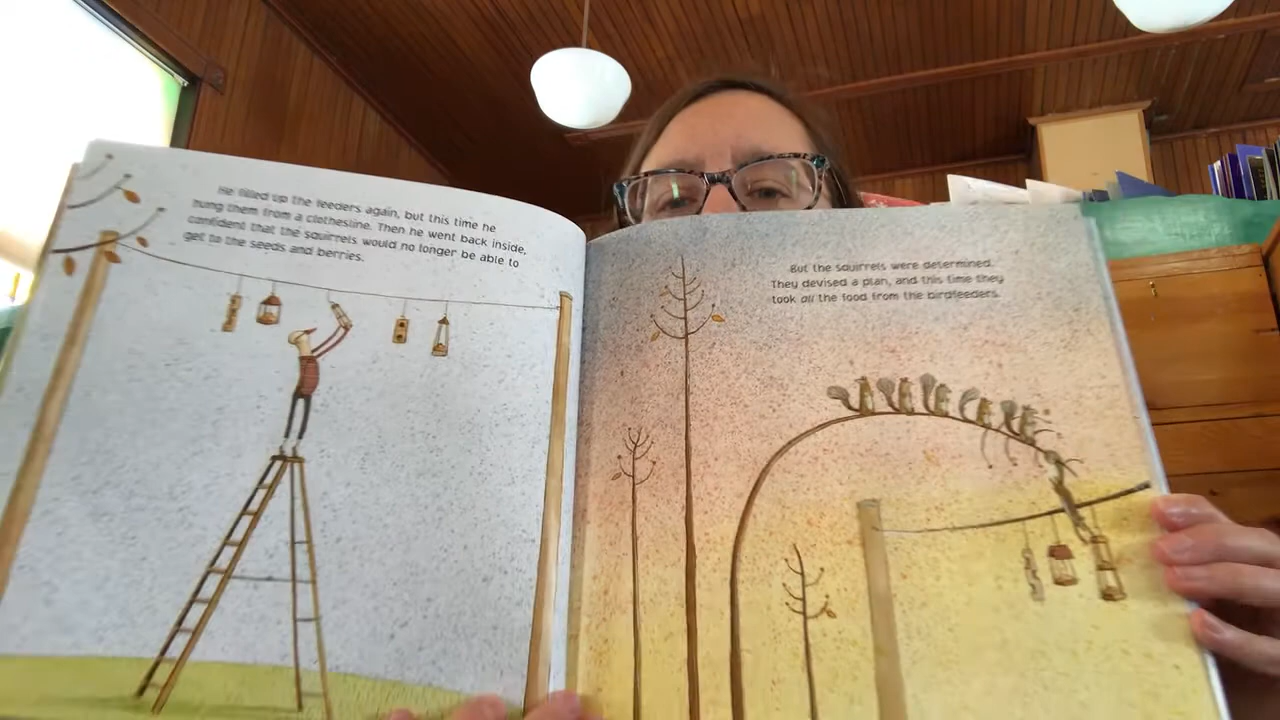 He filled up the feeders again, but this time he
hung them from a clothesline. Then he went back inside,
confident that the squirrels would no longer be able to
get to the seeds and berries.
But the squirrels were determined.
They devised a plan, and this time they
took all the food from the birdfeeders.